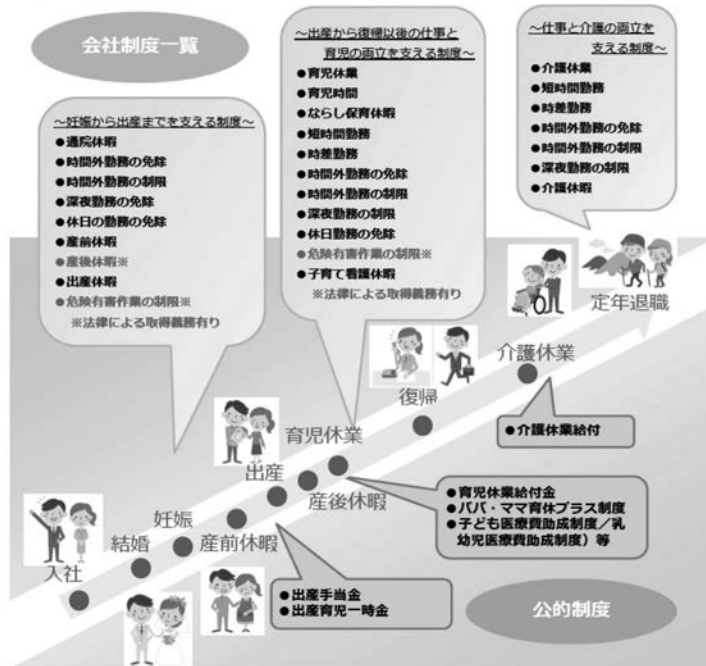 会社制度一覧
～妊娠から出産までを支える制度～
●通院休暇
●時間外勤務の免除
●時間外勤務の制限
●深夜勤務の免除
●休日の勤務の免除
●産前休暇
●産後休暇※
●出産休暇
●危険有害作業の制限※
※法律による取得義務有り
～出産から復帰以後の仕事と
育児の両立を支える制度～
●育児休業
●育児時間
●ならし保育休暇
●短時間勤務
●時差勤務
●時間外勤務の免除
●時間外勤務の制限
●深夜勤務の制限
●休日勤務の免除
●危険有害作業の制限※
●子育て看護休暇
※法律による取得義務有り
～仕事と介護の両立を
支える制度～
●介護休業
●短時間勤務
●時差勤務
●時間外勤務の免除
●時間外勤務の制限
●深夜勤務の制限
●介護休暇
入社
結婚
妊娠
産前休暇
出産
産後休暇
育児休業
復帰
介護休業
定年退職
●介護休業給付
●育児休業給付金
●パパ・ママ育休プラス制度
●子ども医療費助成制度／乳
幼児医療費助成制度）等
●出産手当金
●出産育児一時金
公的制度